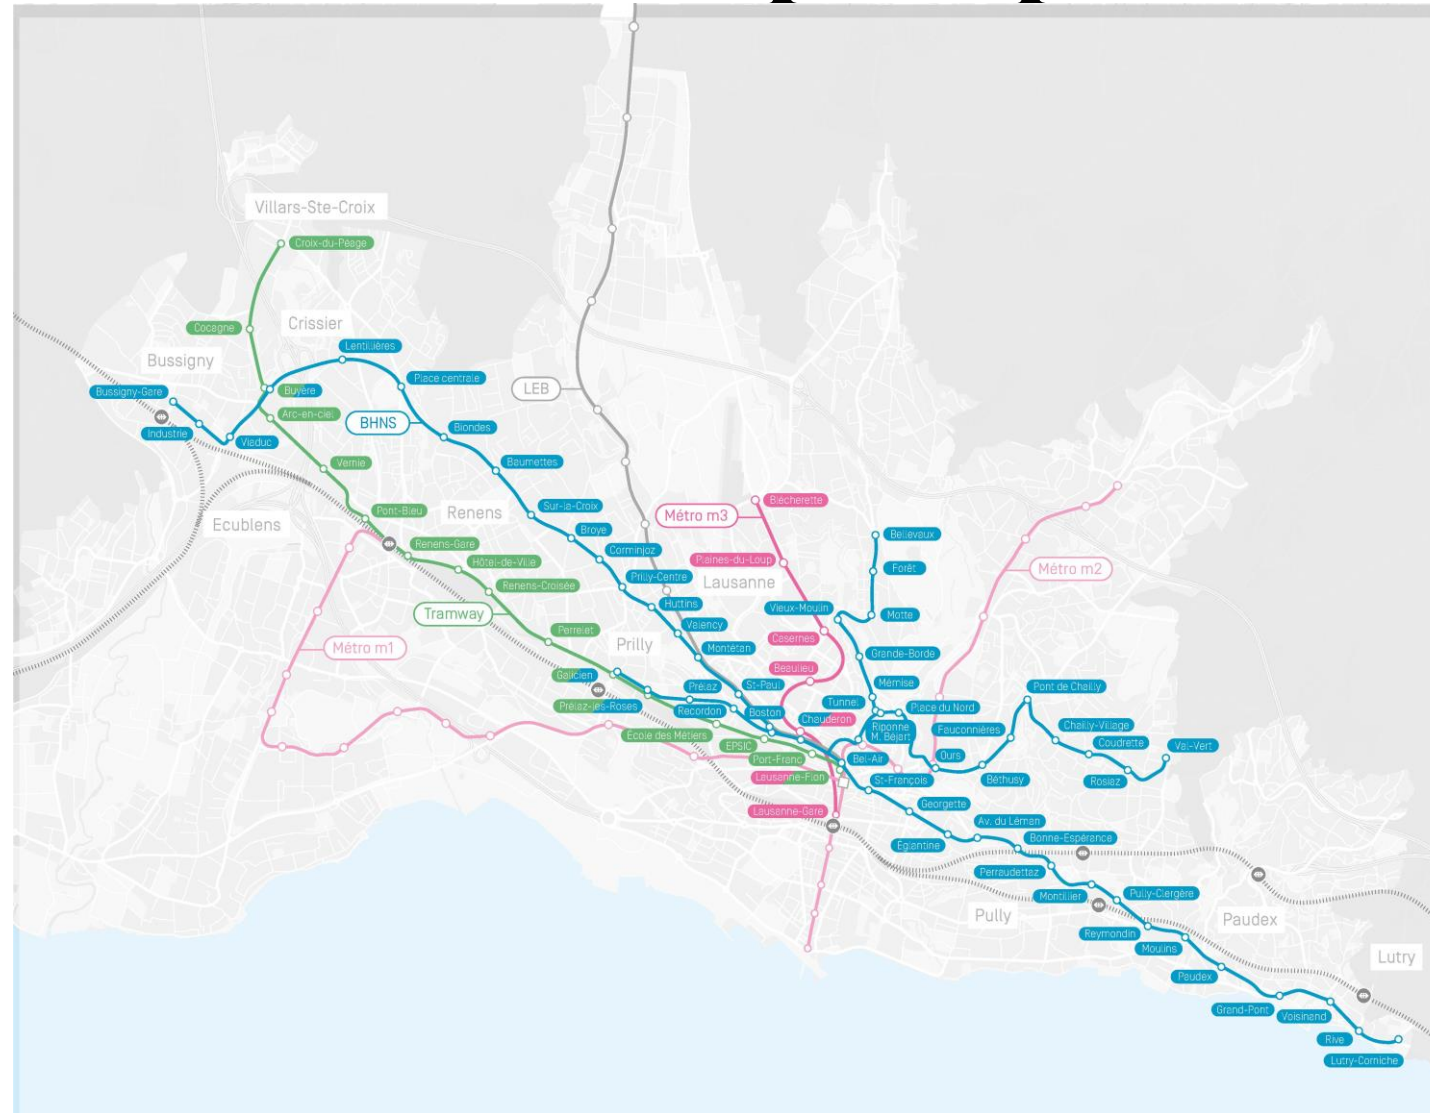 Villars-Ste-Croix
Croix-du-Péage
Cocagne
Crissier
Lentillières
Bussigny
Place centrale
Bussigny-Gare
Buyère
LEB
Arc-en-ciel
BHNS
Industrie
Viaduc
Biondes
Vernie
Baumettes
Blécherette
Pont-Bleu
Renens
Sur-la-Croix
Métro m3
Ecublens
Broye
Bellevaux
Renens-Gare
Corminjoz
Hôtel-de-Ville
Plaines-du-Loup
Forêt
Métro m2
Renens-Croisée
Prilly-Centre
Lausanne
Huttins
Vieux-Moulin
Motte
Tramway
Valency
Perrelet
Prilly
Casernes
Métro m1
Montétan
Grande-Borde
Galicien
Beaulieu
Prélaz
St-Paul
Mémise
Pont de Chailly
Prélaz-les-Roses
Tunnel
Place du Nord
Recordon
Boston
Chauderon
Riponne
M. Béjart
Fauconnières
Chailly-Village
École des Métiers
Coudrette
Val-Vert
EPSIC
Port-Franc
Bel-Air
Ours
Lausanne-Flon
St-François
Béthusy
Rosiaz
Lausanne-Gare
Georgette
Av. du Léman
Églantine
Bonne-Espérance
Perraudettaz
Montillier
Pully-Clergère
Pully
Paudex
Reymondin
Moulins
Lutry
Paudex
Grand-Pont
Voisinand
Rive
Lutry-Corniche